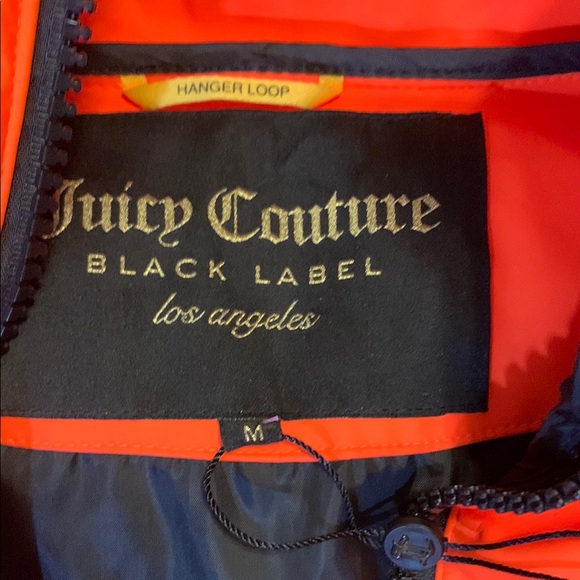 HANGER LOOP
Juicy Couture
BLACK LABEL
los angeles
M